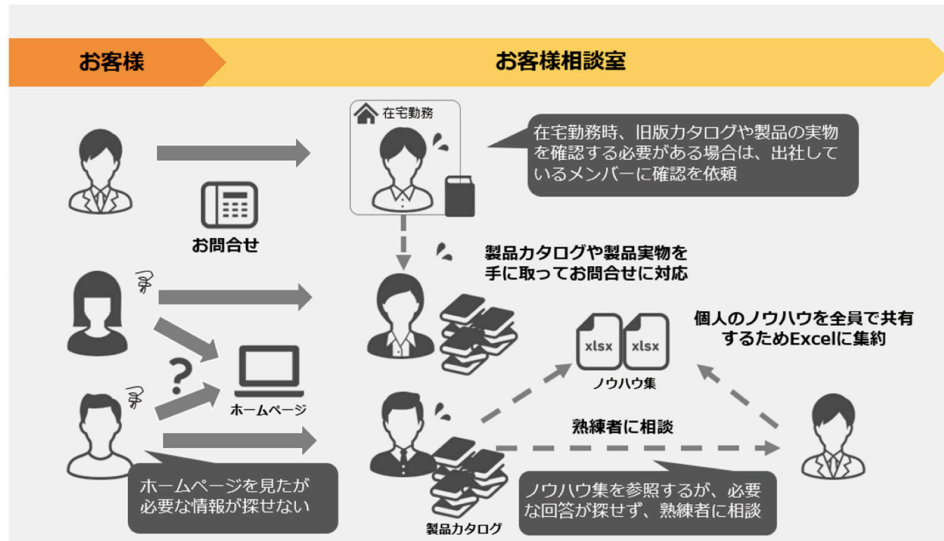 お客様
お客様相談室
在宅勤務
在宅勤務時、旧版カタログや製品の実物
を確認する必要がある場合は、出社して
いるメンバーに確認を依頼
お問合せ
製品カタログや製品実物を
手に取ってお問合せに対応
個人のノウハウを全員で共有
するためExcelに集約
xlsx
xlsx
ノウハウ集
?
ホームページ
熟練者に相談
ホームページを見たが
必要な情報が探せない
ノウハウ集を参照するが、必要
な回答が探せず、熟練者に相談
製品カタログ